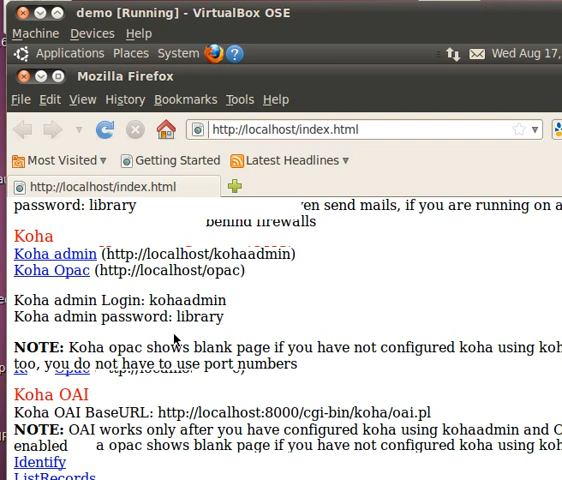 demo [Running] - VirtualBox OSE
Machine Devices Help
Applications Places System ? Wed Aug 17,
Mozilla Firefox
File Edit View History Bookmarks Tools Help
http://localhost/index.html
Most Visited Getting Started Latest Headlines
http://localhost/index.html
password: library ven send mails, if you are running on a
behind firewalls
Koha
Koha admin (http://localhost/kohaadmin)
Koha Opac (http://localhost/opac)
Koha admin Login: kohaadmin
Koha admin password: library
NOTE: Koha opac shows blank page if you have not configured koha using koh
too, you do not have to use port numbers
Koha OAI
Koha OAI BaseURL: http://localhost:8000/cgi-bin/koha/oai.pl
NOTE: OAI works only after you have configured koha using kohaadmin and O
enabled a opac shows blank page if you have not configured koha using koh
Identify
ListRecords